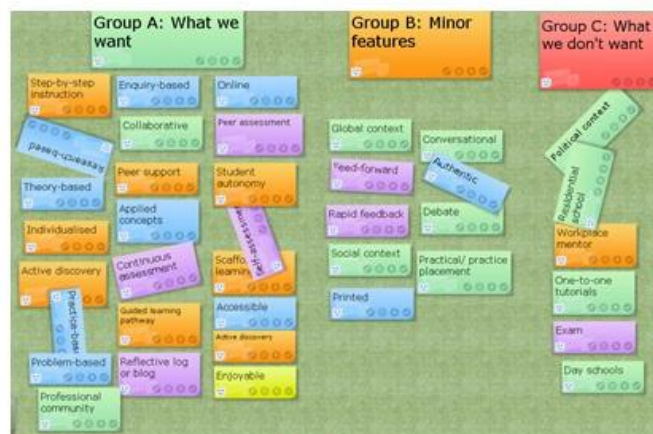 Group A: What we
want
Step-by-step
instruction
Research-based
Theory-based
Individualised
Active discovery
Practice-based
Problem-based
Professional
community
Enquiry-based
Collaborative
Peer support
Applied
concepts
Continuous
assessment
Guided learning
pathway
Reflective log
or blog
Online
Peer assessment
Student
autonomy
Self-assessme
Scaffo
learning
Accessible
Active discovery
Enjoyable
Group B: Minor
features
Global context
Feed-forward
Rapid feedback
Social context
Printed
Conversational
Authentic
Debate
Practical/ practice
placement
Group C: What
we don't want
Political context
Residential
school
Workplace
mentor
One-to-one
tutorials
Exam
Day schools